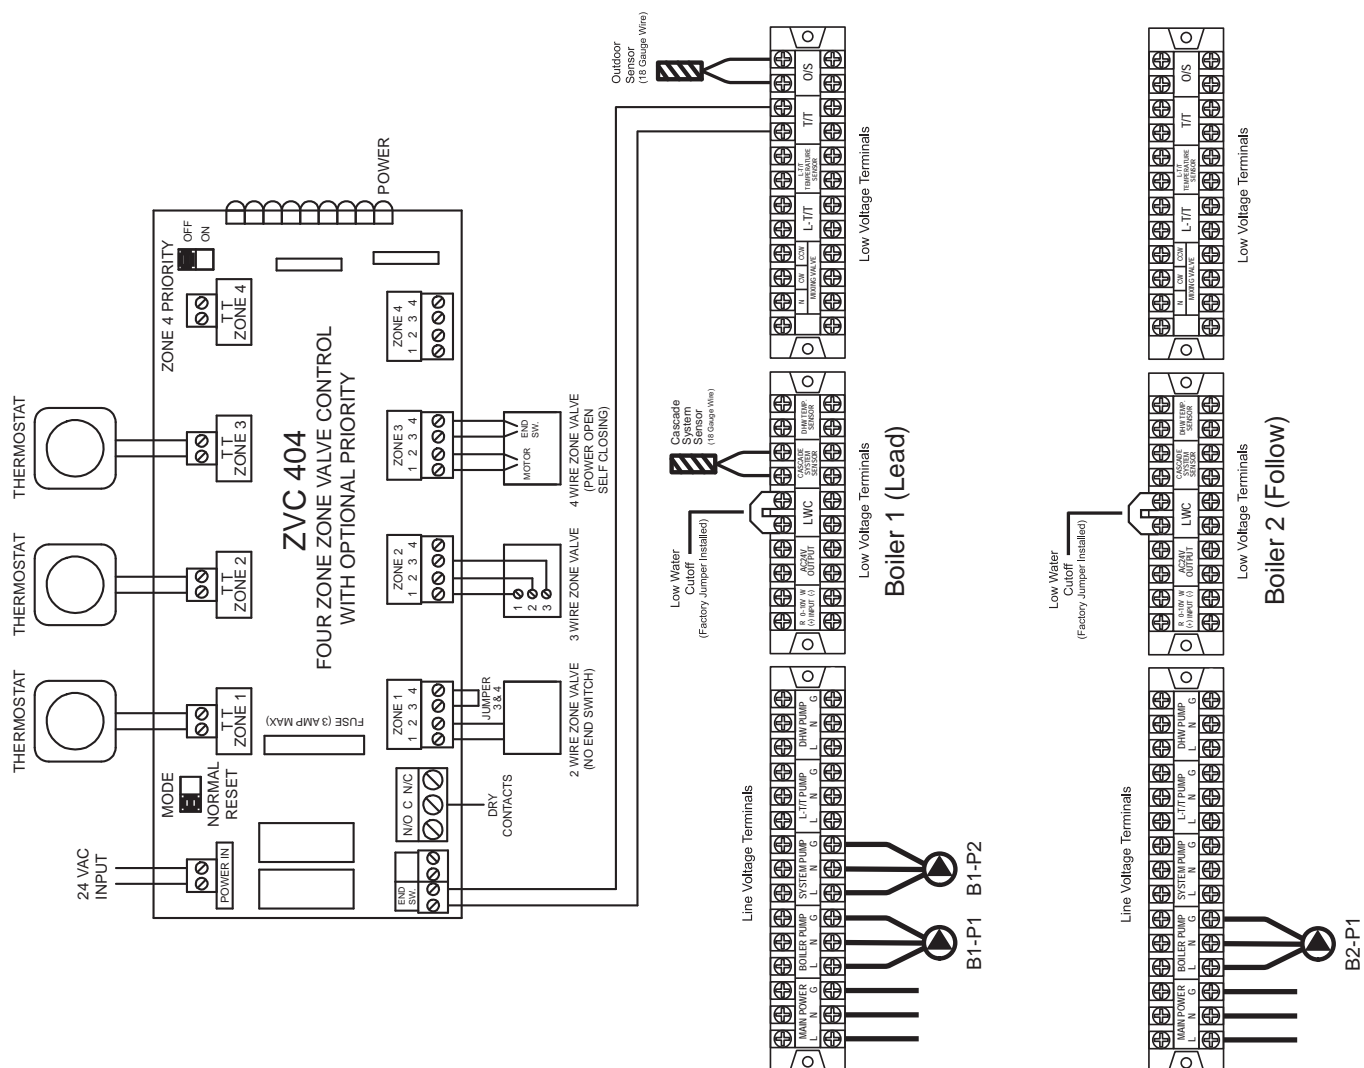 THERMOSTAT
THERMOSTAT
THERMOSTAT
24 VAC
INPUT
POWER IN
MODE
NORMAL
RESET
T T
ZONE 1
T T
ZONE 2
T T
ZONE 3
T T
ZONE 4
ZONE 4 PRIORITY
OFF
ON
POWER
FUSE (3 AMP MAX)
ZVC 404
FOUR ZONE ZONE VALVE CONTROL
WITH OPTIONAL PRIORITY
END
SW.
N/O C N/C
DRY
CONTACTS
ZONE 1
1 2 3 4
JUMPER
3 & 4
2 WIRE ZONE VALVE
(NO END SWITCH)
ZONE 2
1 2 3 4
1
2
3
3 WIRE ZONE VALVE
ZONE 3
1 2 3 4
MOTOR
END
SW.
4 WIRE ZONE VALVE
(POWER OPEN
SELF CLOSING)
ZONE 4
1 2 3 4
Outdoor
Sensor
(18 Gauge Wire)
Cascade
System
Sensor
(18 Gauge Wire)
Low Water
Cutoff
(Factory Jumper Installed)
Line Voltage Terminals
MAIN POWER
L N G
BOILER PUMP
L N G
SYSTEM PUMP
L N G
L-T/T PUMP
L N G
DHW PUMP
L N G
B1-P1
B1-P2
R 0-10V W
(+) INPUT (-)
AC24V
OUTPUT
LWC
CASCADE
SYSTEM
SENSOR
DHW TEMP.
SENSOR
Low Voltage Terminals
Boiler 1 (Lead)
N CW CCW
MIXING VALVE
L-T/T
L-T/T
TEMPERATURE
SENSOR
T/T
O/S
Low Voltage Terminals
Low Water
Cutoff
(Factory Jumper Installed)
Line Voltage Terminals
MAIN POWER
L N G
BOILER PUMP
L N G
SYSTEM PUMP
L N G
L-T/T PUMP
L N G
DHW PUMP
L N G
B2-P1
R 0-10V W
(+) INPUT (-)
AC24V
OUTPUT
LWC
CASCADE
SYSTEM
SENSOR
DHW TEMP.
SENSOR
Low Voltage Terminals
Boiler 2 (Follow)
N CW CCW
MIXING VALVE
L-T/T
L-T/T
TEMPERATURE
SENSOR
T/T
O/S
Low Voltage Terminals